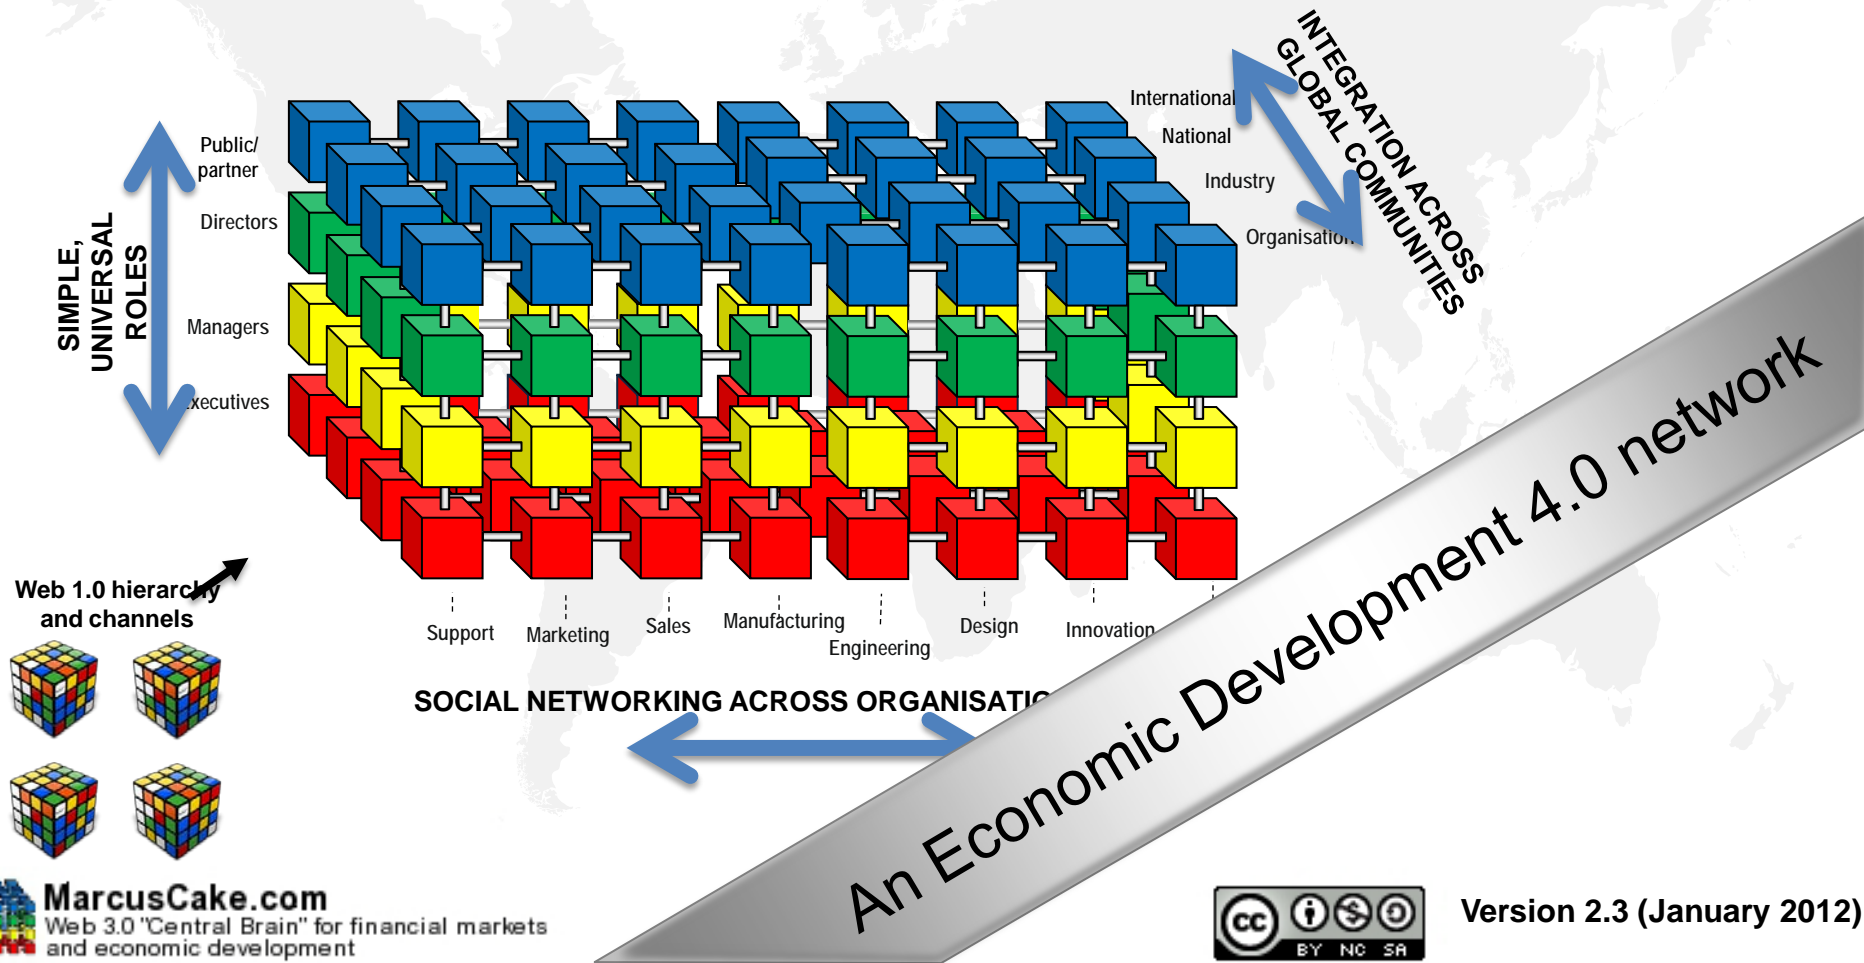 INTEGRATION ACROSS
GLOBAL COMMUNITIES
International
National
Industry
Organisation
Public/
partner
Directors
Managers
Executives
SIMPLE,
UNIVERSAL
ROLES
Web 1.0 hierarchy
and channels
Support
Marketing
Sales
Manufacturing
Engineering
Design
Innovation
SOCIAL NETWORKING ACROSS
An Economic Development 4.0 network
MarcusCake.com
Web 3.0 "Central Brain" for financial markets
and economic development
cc
BY NC SA
Version 2.3 (January 2012)